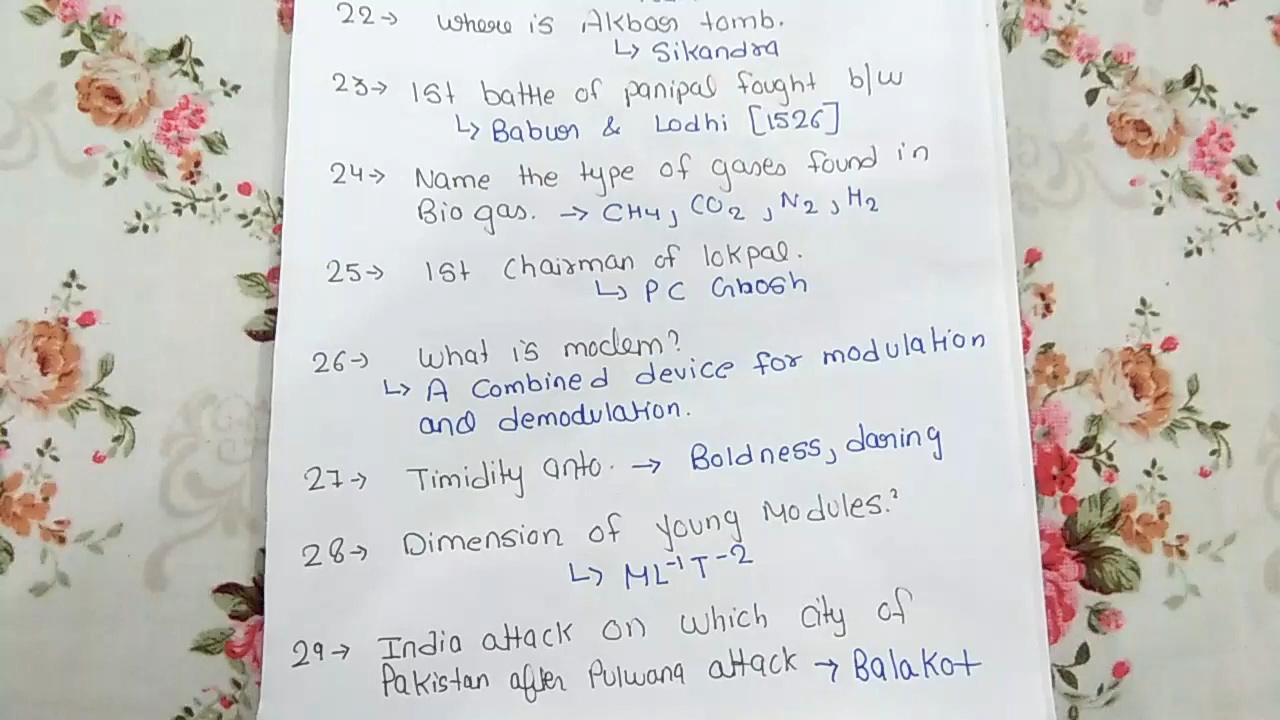 22→ Where is Akbar tomb.
↳ Sikandra
23→ 1st battle of panipal fought b/w
↳ Babur & Lodhi [1526]
24→ Name the type of gases found in
Bio gas. → CH4, CO2, N2, H2
25→ 1st Chairman of lokpal.
↳ PC Ghosh
26→ What is modem?
↳ A Combined device for modulation
and demodulation.
27→ Timidity anto. → Boldness, daring
28→ Dimension of young Modules.?
↳ ML⁻¹T⁻²
29→ India attack on which city of
Pakistan after Pulwama attack → Balakot